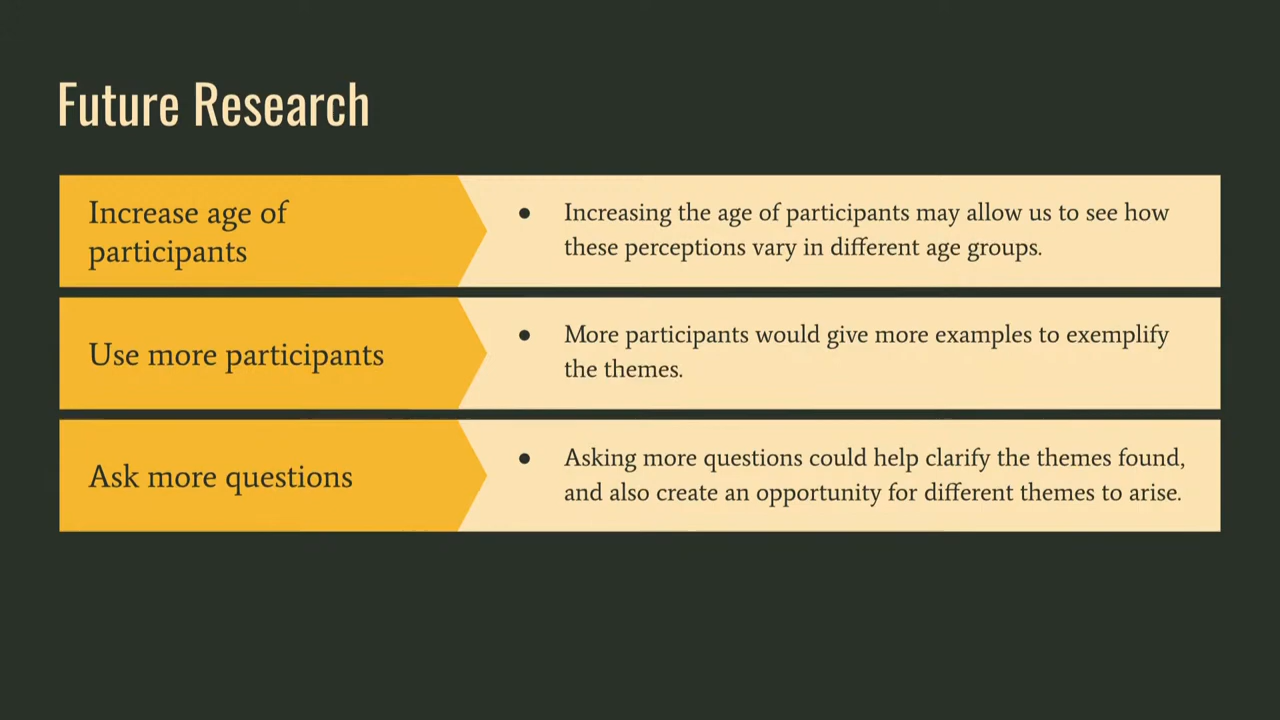 Future Research
Increase age of
participants
● Increasing the age of participants may allow us to see how
these perceptions vary in different age groups.
Use more participants
● More participants would give more examples to exemplify
the themes.
Ask more questions
● Asking more questions could help clarify the themes found,
and also create an opportunity for different themes to arise.